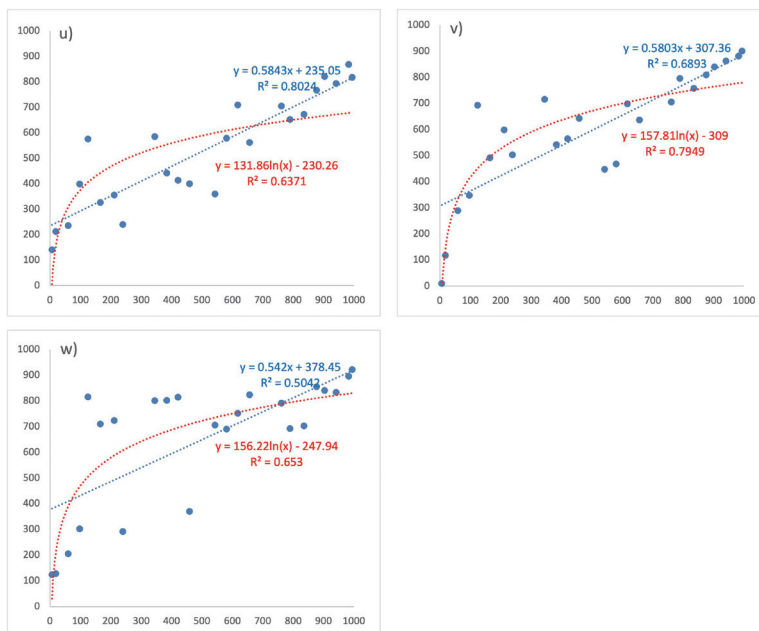 u)
1000
900
800
700
600
500
400
300
200
100
0
y = 0.5843x + 235.05
R² = 0.8024
y = 131.86ln(x) - 230.26
R² = 0.6371
0 100 200 300 400 500 600 700 800 900 1000
v)
1000
900
800
700
600
500
400
300
200
100
0
y = 0.5803x + 307.36
R² = 0.6893
y = 157.81ln(x) - 309
R² = 0.7949
0 100 200 300 400 500 600 700 800 900 1000
w)
1000
900
800
700
600
500
400
300
200
100
0
y = 0.542x + 378.45
R² = 0.5042
y = 156.22ln(x) - 247.94
R² = 0.653
0 100 200 300 400 500 600 700 800 900 1000